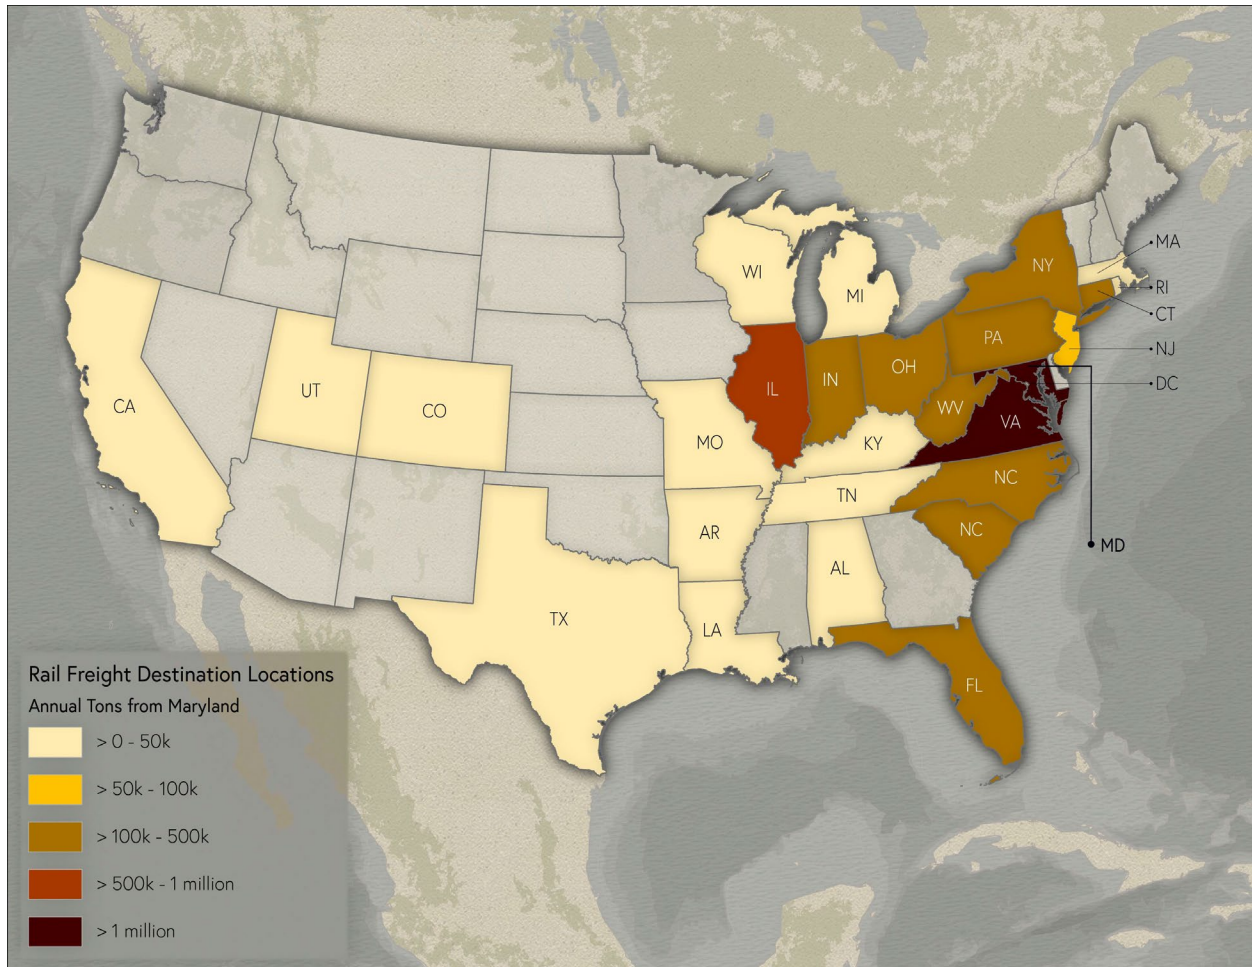 MA
NY
WI
RI
MI
CT
PA
NJ
OH
IN
DC
UT
IL
CA
CO
WV
VA
MO
KY
NC
TN
AR
NC
MD
AL
TX
LA
FL
Rail Freight Destination Locations
Annual Tons from Maryland
> 0 - 50k
> 50k - 100k
> 100k - 500k
> 500k - 1 million
> 1 million